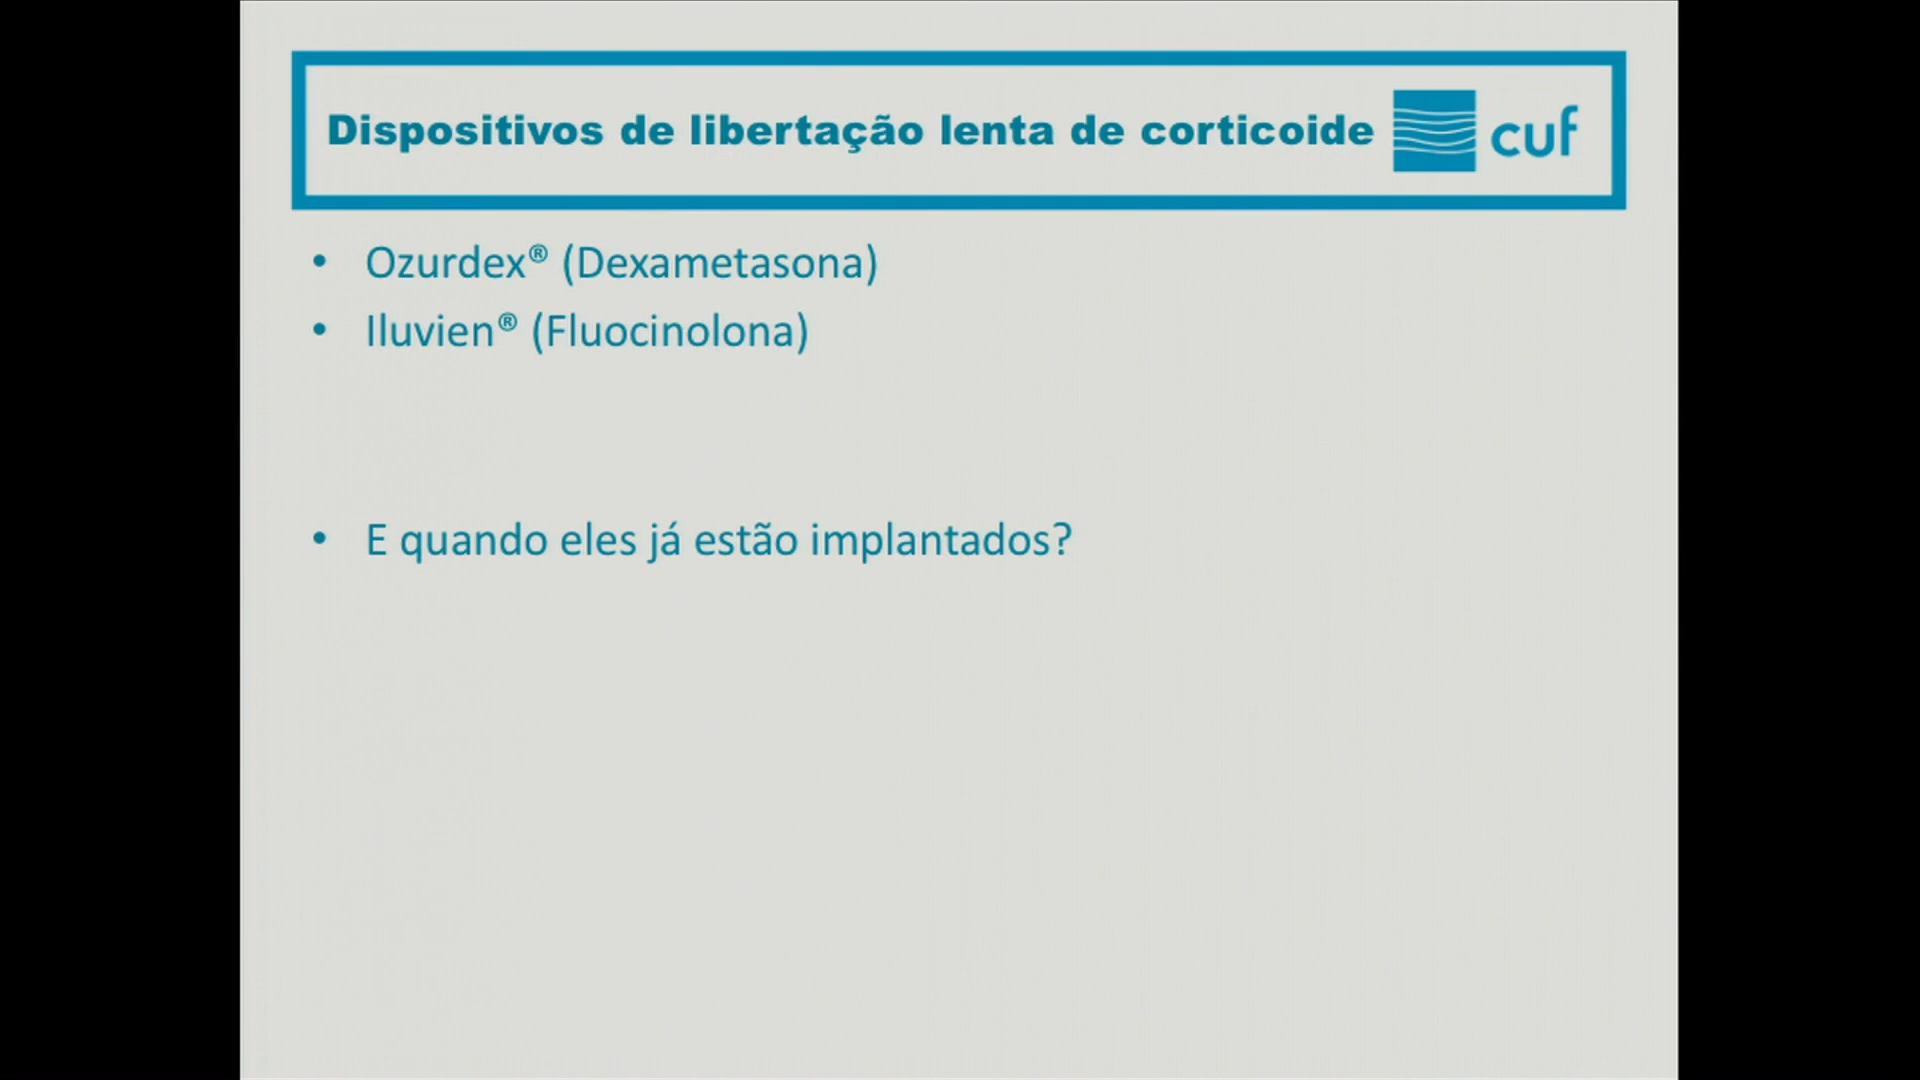 Dispositivos de libertação lenta de corticoide
cuf
• Ozurdex® (Dexametasona)
• Iluvien® (Fluocinolona)
• E quando eles já estão implantados?